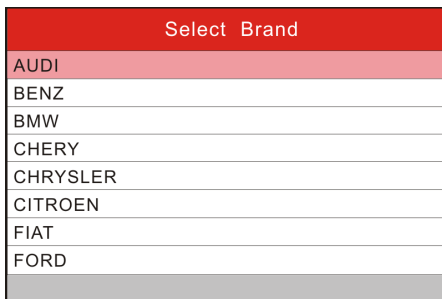 Select Brand
AUDI
BENZ
BMW
CHERY
CHRYSLER
CITROEN
FIAT
FORD